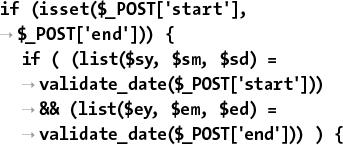 if (isset($_POST['start'],
→ $_POST['end'])) {
if ( (list($sy, $sm, $sd) =
→ validate_date($_POST['start']))
→ && (list($ey, $em, $ed) =
→ validate_date($_POST['end'])) ) {